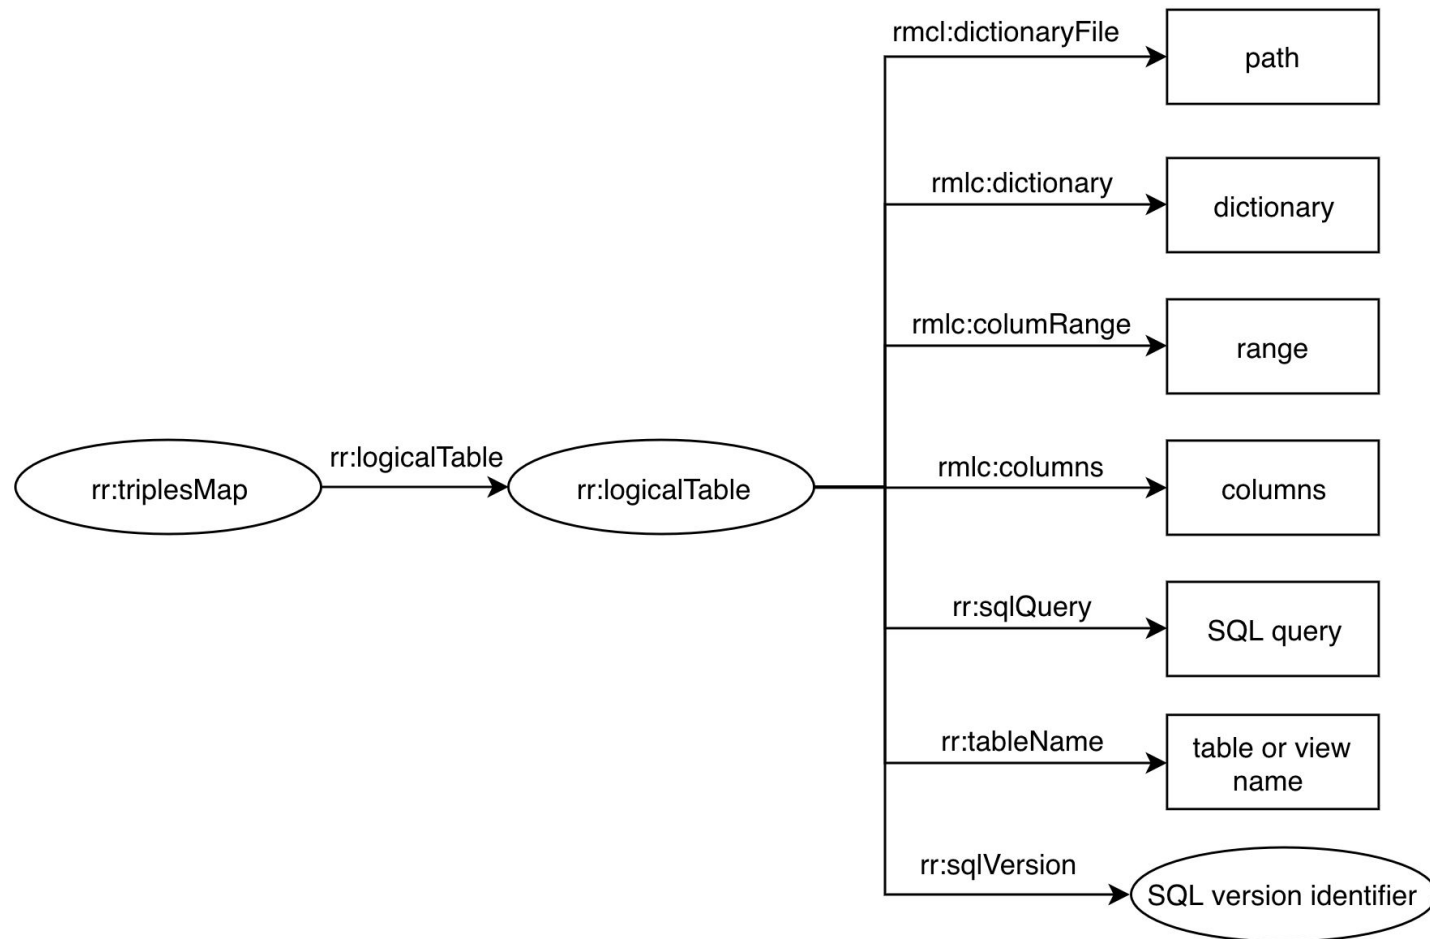 rmcl:dictionaryFile
path
rmlc:dictionary
dictionary
rmlc:columRange
range
rr:triplesMap
rr:logicalTable
rr:logicalTable
rmlc:columns
columns
rr:sqlQuery
SQL query
rr:tableName
table or view
name
rr:sqlVersion
SQL version identifier